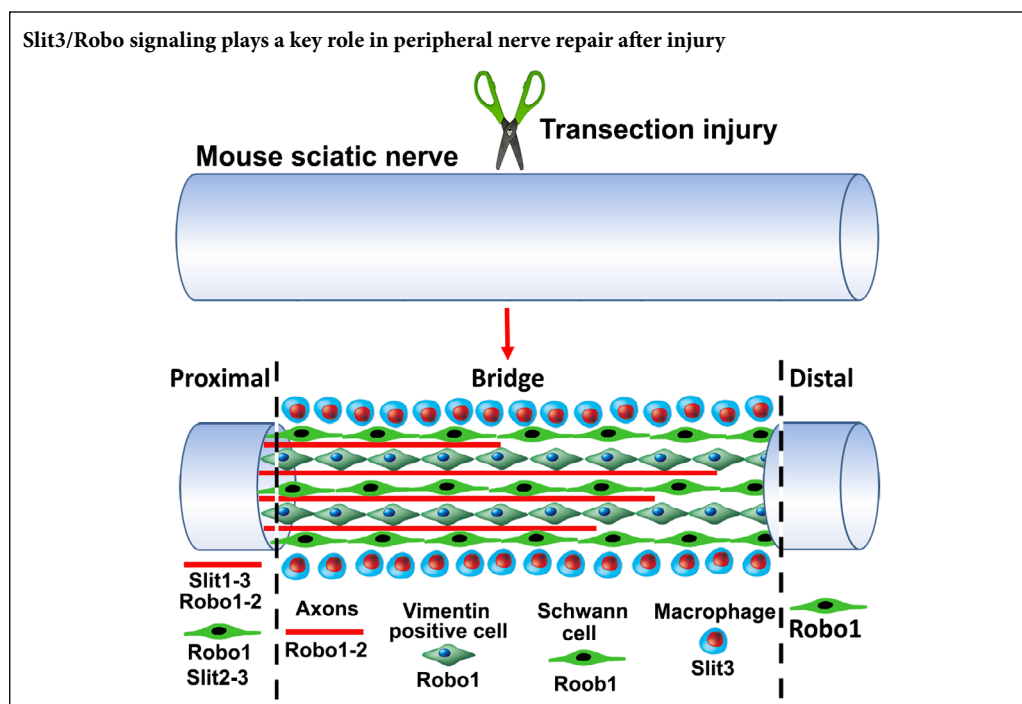 Slit3/Robo signaling plays a key role in peripheral nerve repair after injury
Transection injury
Mouse sciatic nerve
Proximal
Bridge
Distal
Slit1-3
Robo1-2
Robo1
Slit2-3
Axons
Robo1-2
Vimentin
positive cell
Robo1
Schwann
cell
Roob1
Macrophage
Slit3
Robo1